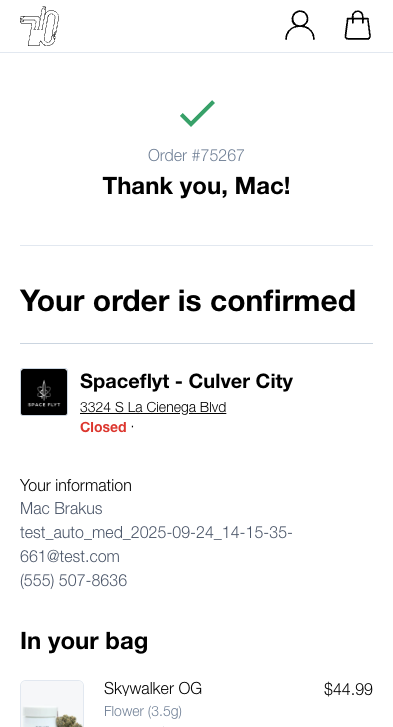 Order #75267
Thank you, Mac!
Your order is confirmed
SPACE FLYT
Spaceflyt - Culver City
3324 S La Cienega Blvd
Closed ·
Your information
Mac Brakus
test_auto_med_2025-09-24_14-15-35-
661@test.com
(555) 507-8636
In your bag
Skywalker OG
$44.99
Flower (3.5g)